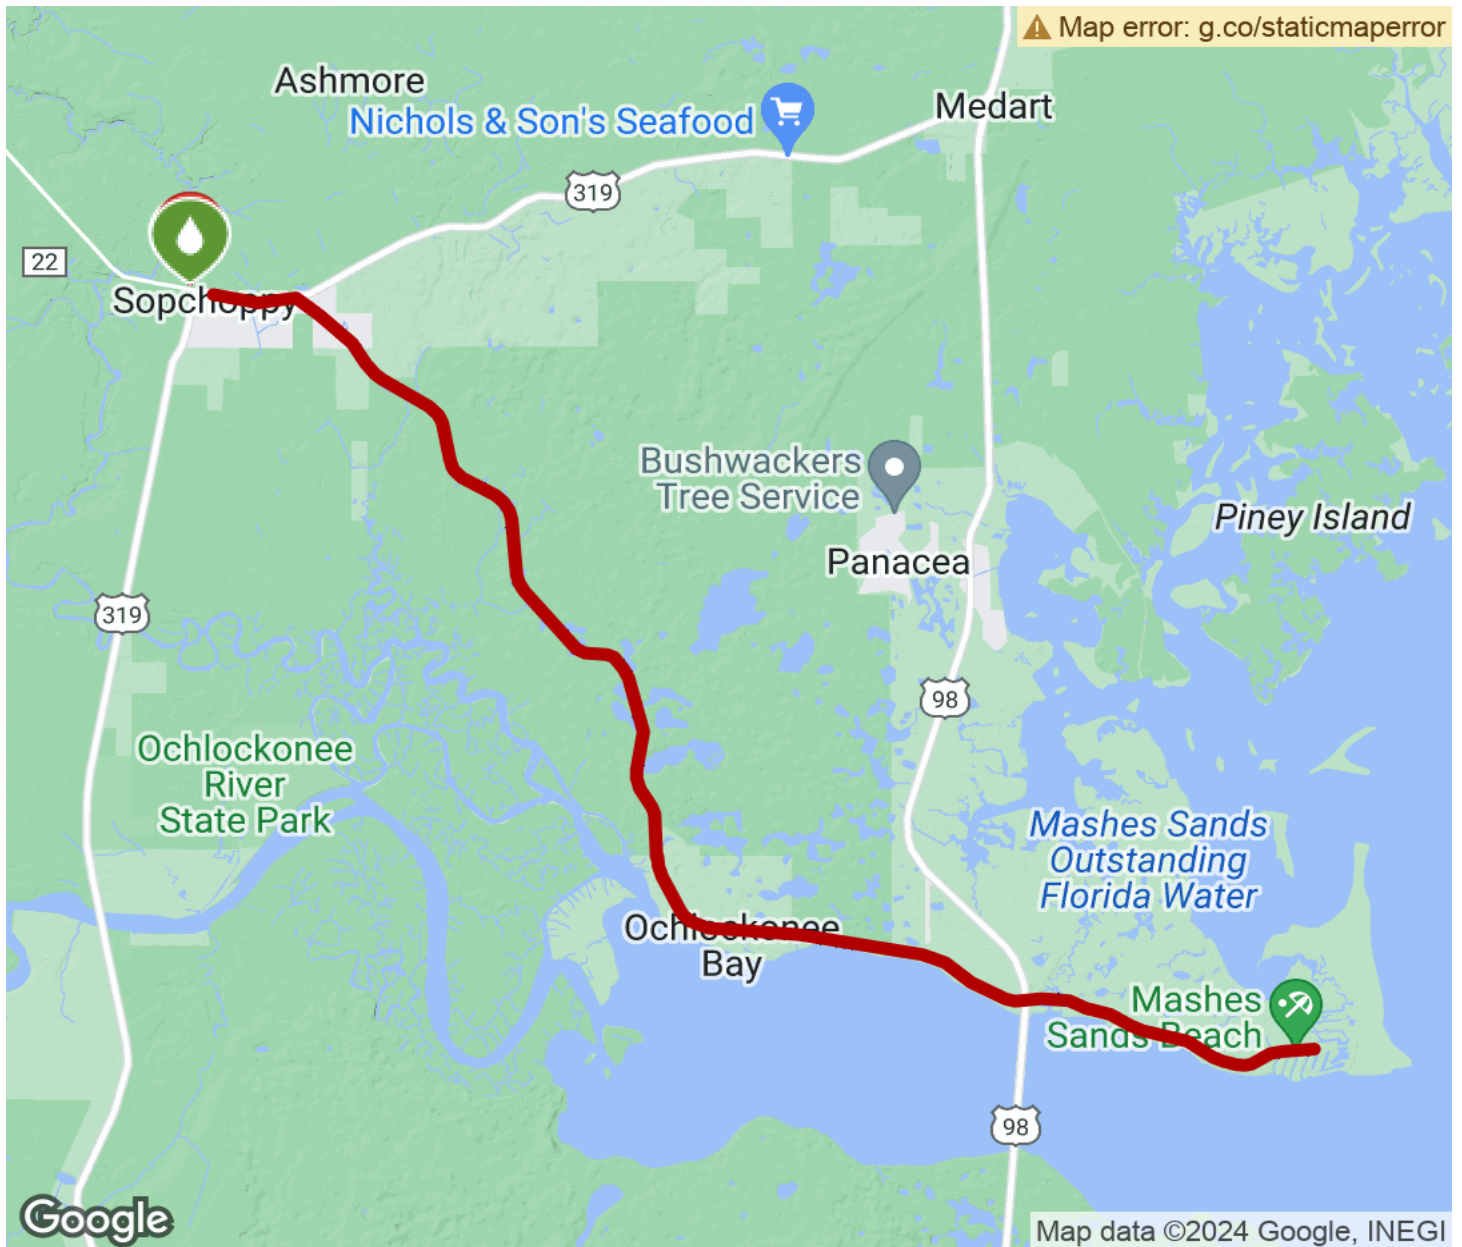 Map error: g.co/staticmaperror
Ashmore
Nichols & Son's Seafood
Medart
319
22
Sopchoppy
Bushwackers
Tree Service
Piney Island
Panacea
319
98
Ochlockonee
River
State Park
Mashes Sands
Outstanding
Florida Water
Ochlockonee
Bay
Mashes
Sands Beach
98
Google
Map data ©2024 Google, INEGI